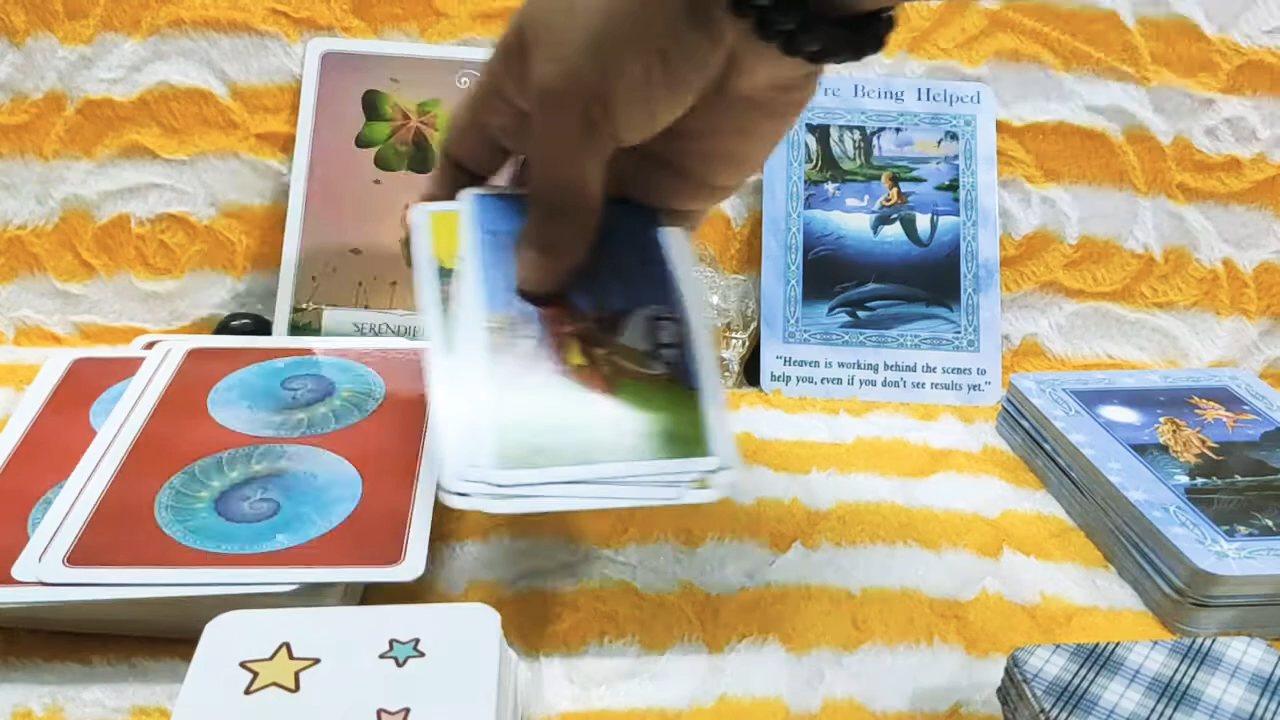 're Being Helped
SERENDIP
"Heaven is working behind the scenes to
help you, even if you don't see results yet."